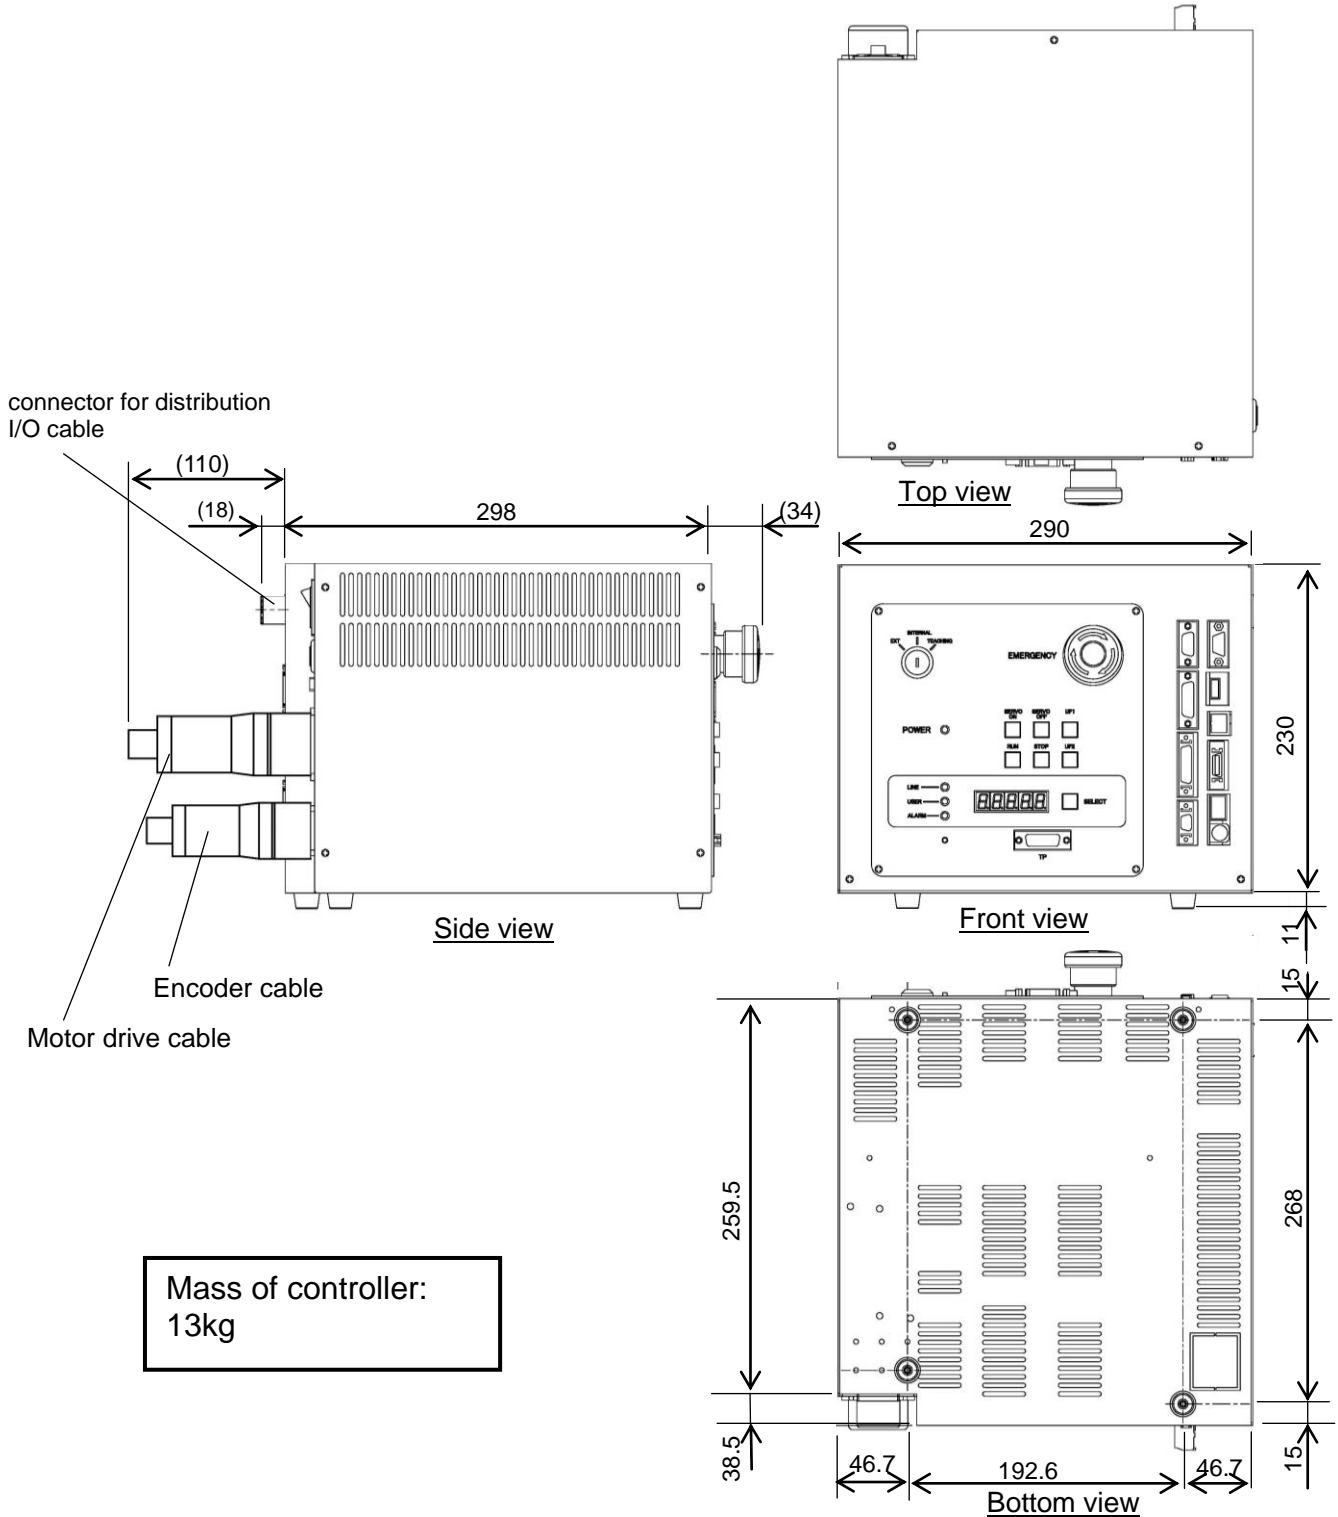 Top view
connector for distribution
I/O cable
(110)
(18)
298
(34)
290
INTERNAL
EXT
TEACHING
EMERGENCY
SERVO
ON
SERVO
OFF
UF1
POWER
RUN
STOP
UF2
LINE
USER
ALARM
SELECT
TP
230
11
Side view
Front view
Encoder cable
Motor drive cable
15
259.5
268
38.5
15
46.7
192.6
46.7
Bottom view
Mass of controller:
13kg